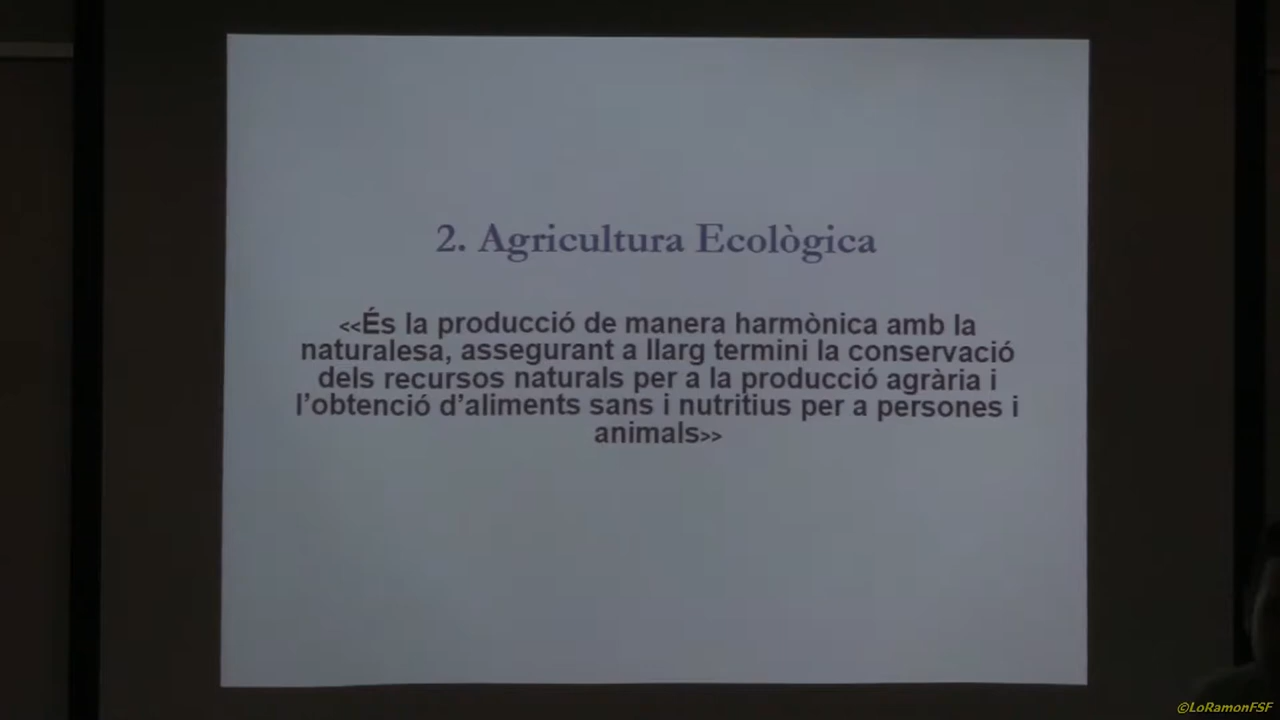 2. Agricultura Ecològica
<<És la producció de manera harmònica amb la
naturalesa, assegurant a llarg termini la conservació
dels recursos naturals per a la producció agrària i
l’obtenció d’aliments sans i nutritius per a persones i
animals>>
©LoRamonFSF